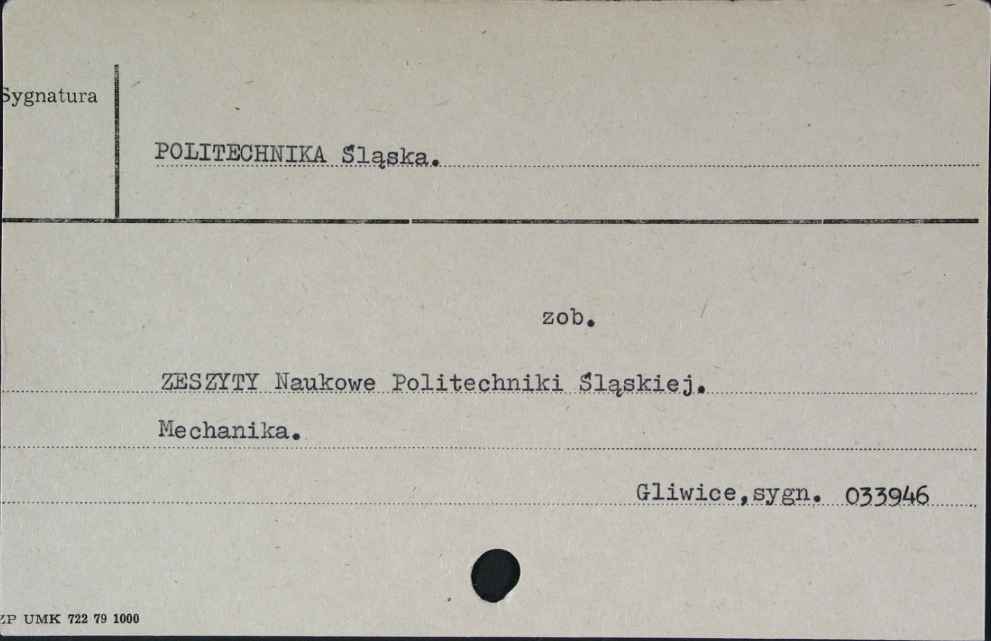 Sygnatura
POLITECHNIKA Śląska.
zob.
ZESZYTY Naukowe Politechniki Śląskiej.
Mechanika.
Gliwice,sygn. 033946
ZP UMK 722 79 1000